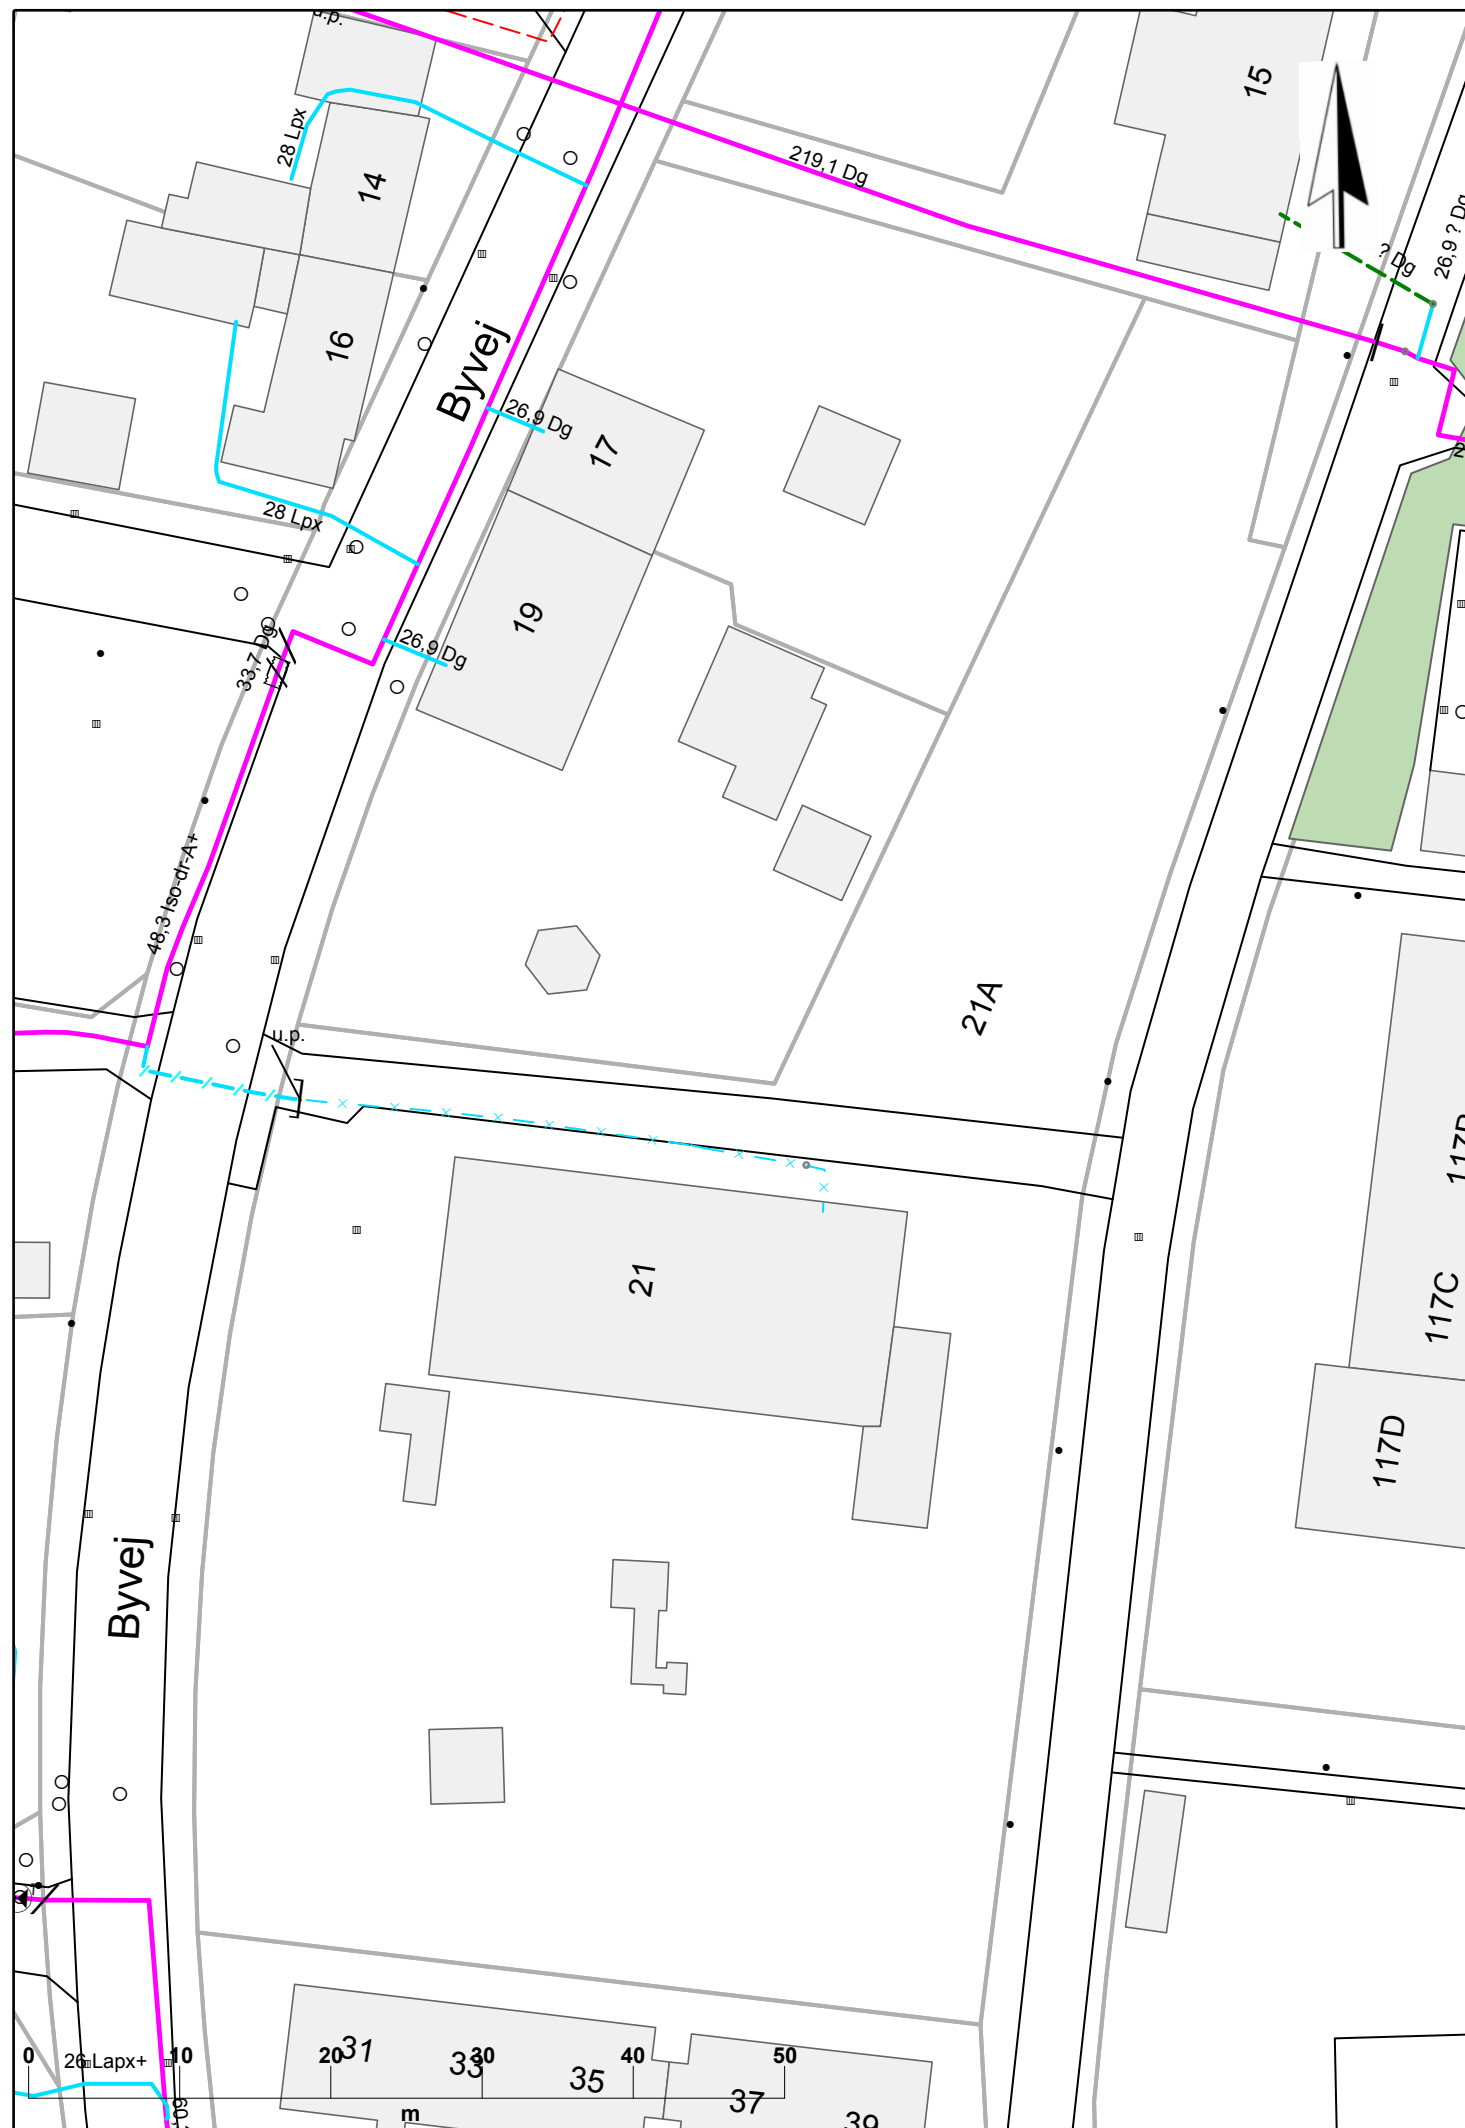 u.p.
15
28 Lpx
219,1 Dg
14
26,9 ? Dg
? Dg
16
Byvej
26,9 Dg
17
28 Lpx
19
26,9 Dg
33,7 Dg
48,3 Iso-dr-A+
21A
u.p.
21
117C
117D
Byvej
31
33
35
37
39
26 Lapx+
0 10 20 30 40 50
m